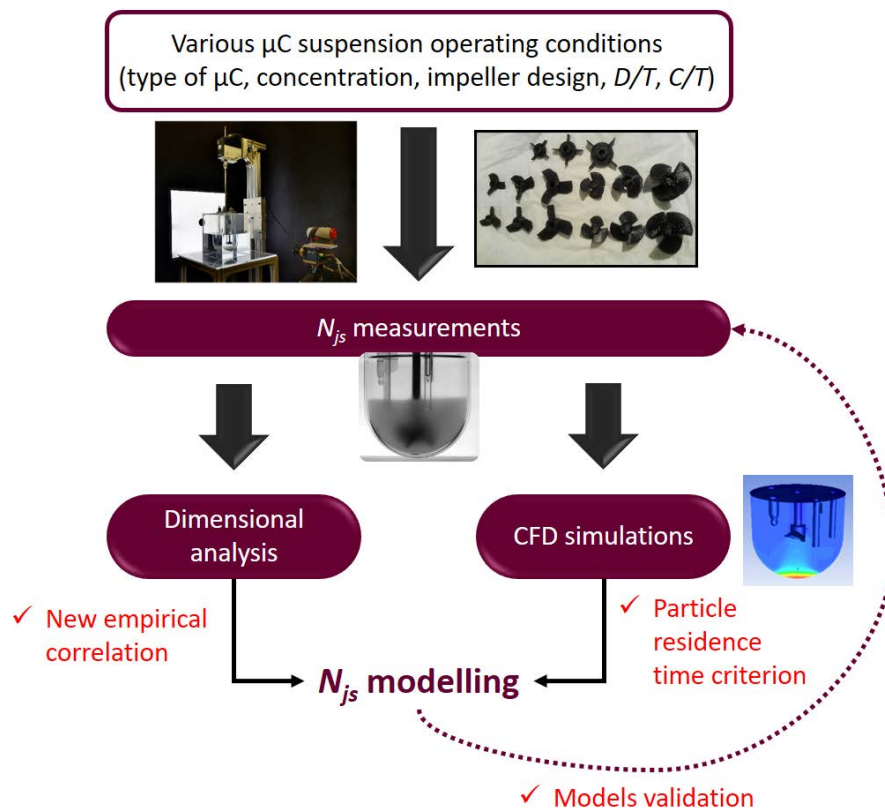 Various µC suspension operating conditions
(type of µC, concentration, impeller design, D/T, C/T)
Njs measurements
Dimensional
analysis
CFD simulations
✓ New empirical
correlation
✓ Particle
residence
time criterion
Njs modelling
✓ Models validation